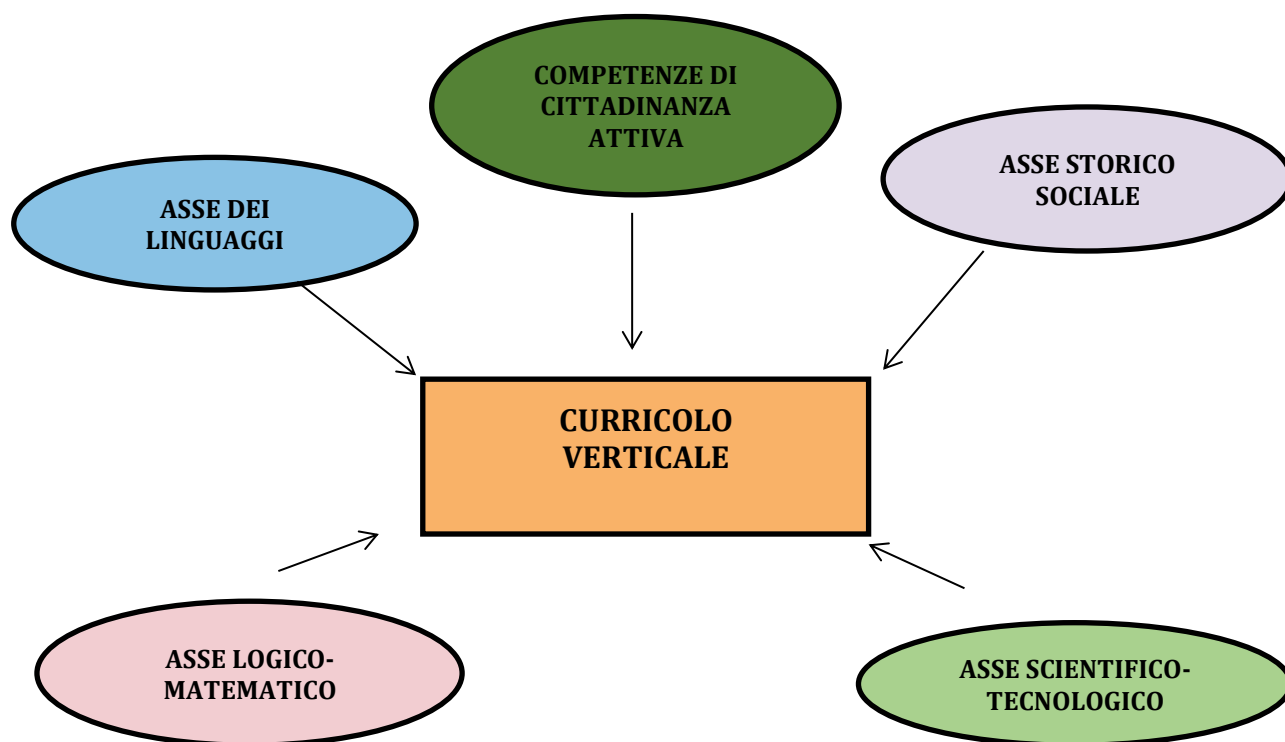 COMPETENZE DI
CITTADINANZA
ATTIVA
ASSE STORICO
SOCIALE
ASSE DEI
LINGUAGGI
CURRICOLO
VERTICALE
ASSE LOGICO-
MATEMATICO
ASSE SCIENTIFICO-
TECNOLOGICO